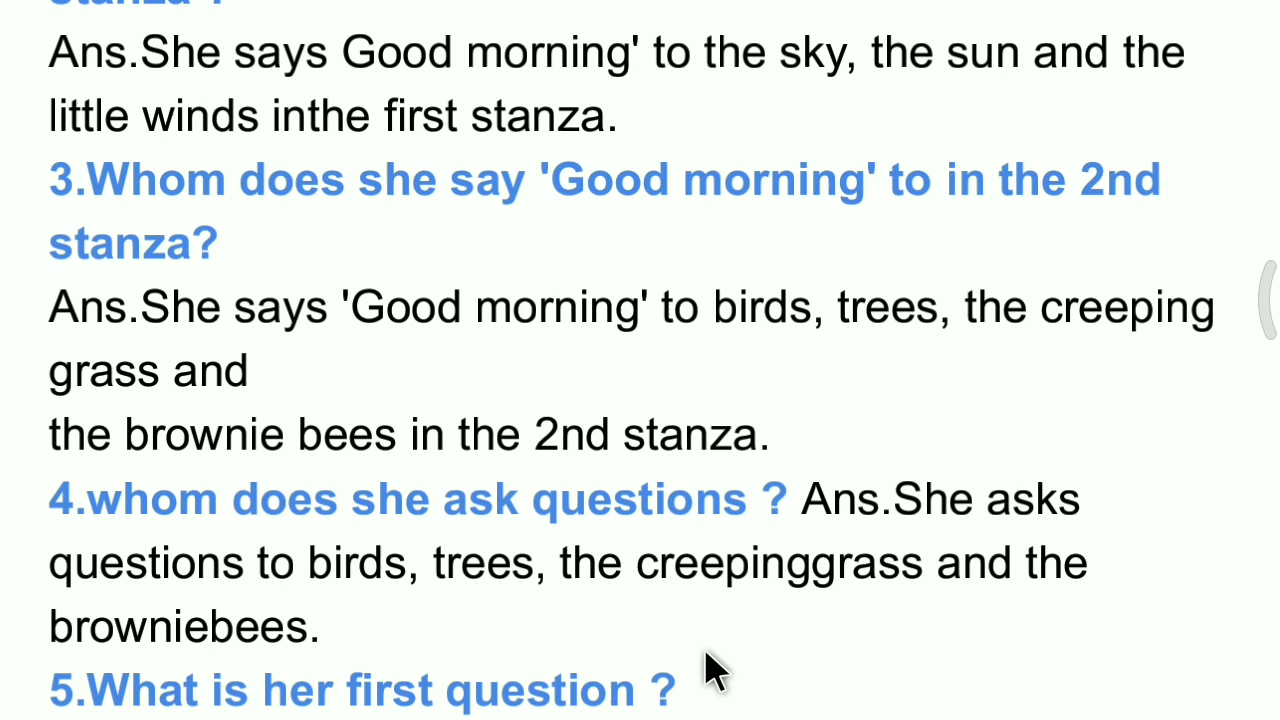 stanza ?
Ans.She says Good morning' to the sky, the sun and the
little winds inthe first stanza.
3.Whom does she say 'Good morning' to in the 2nd
stanza?
Ans.She says 'Good morning' to birds, trees, the creeping
grass and
the brownie bees in the 2nd stanza.
4.whom does she ask questions ? Ans.She asks
questions to birds, trees, the creepinggrass and the
browniebees.
5.What is her first question ?